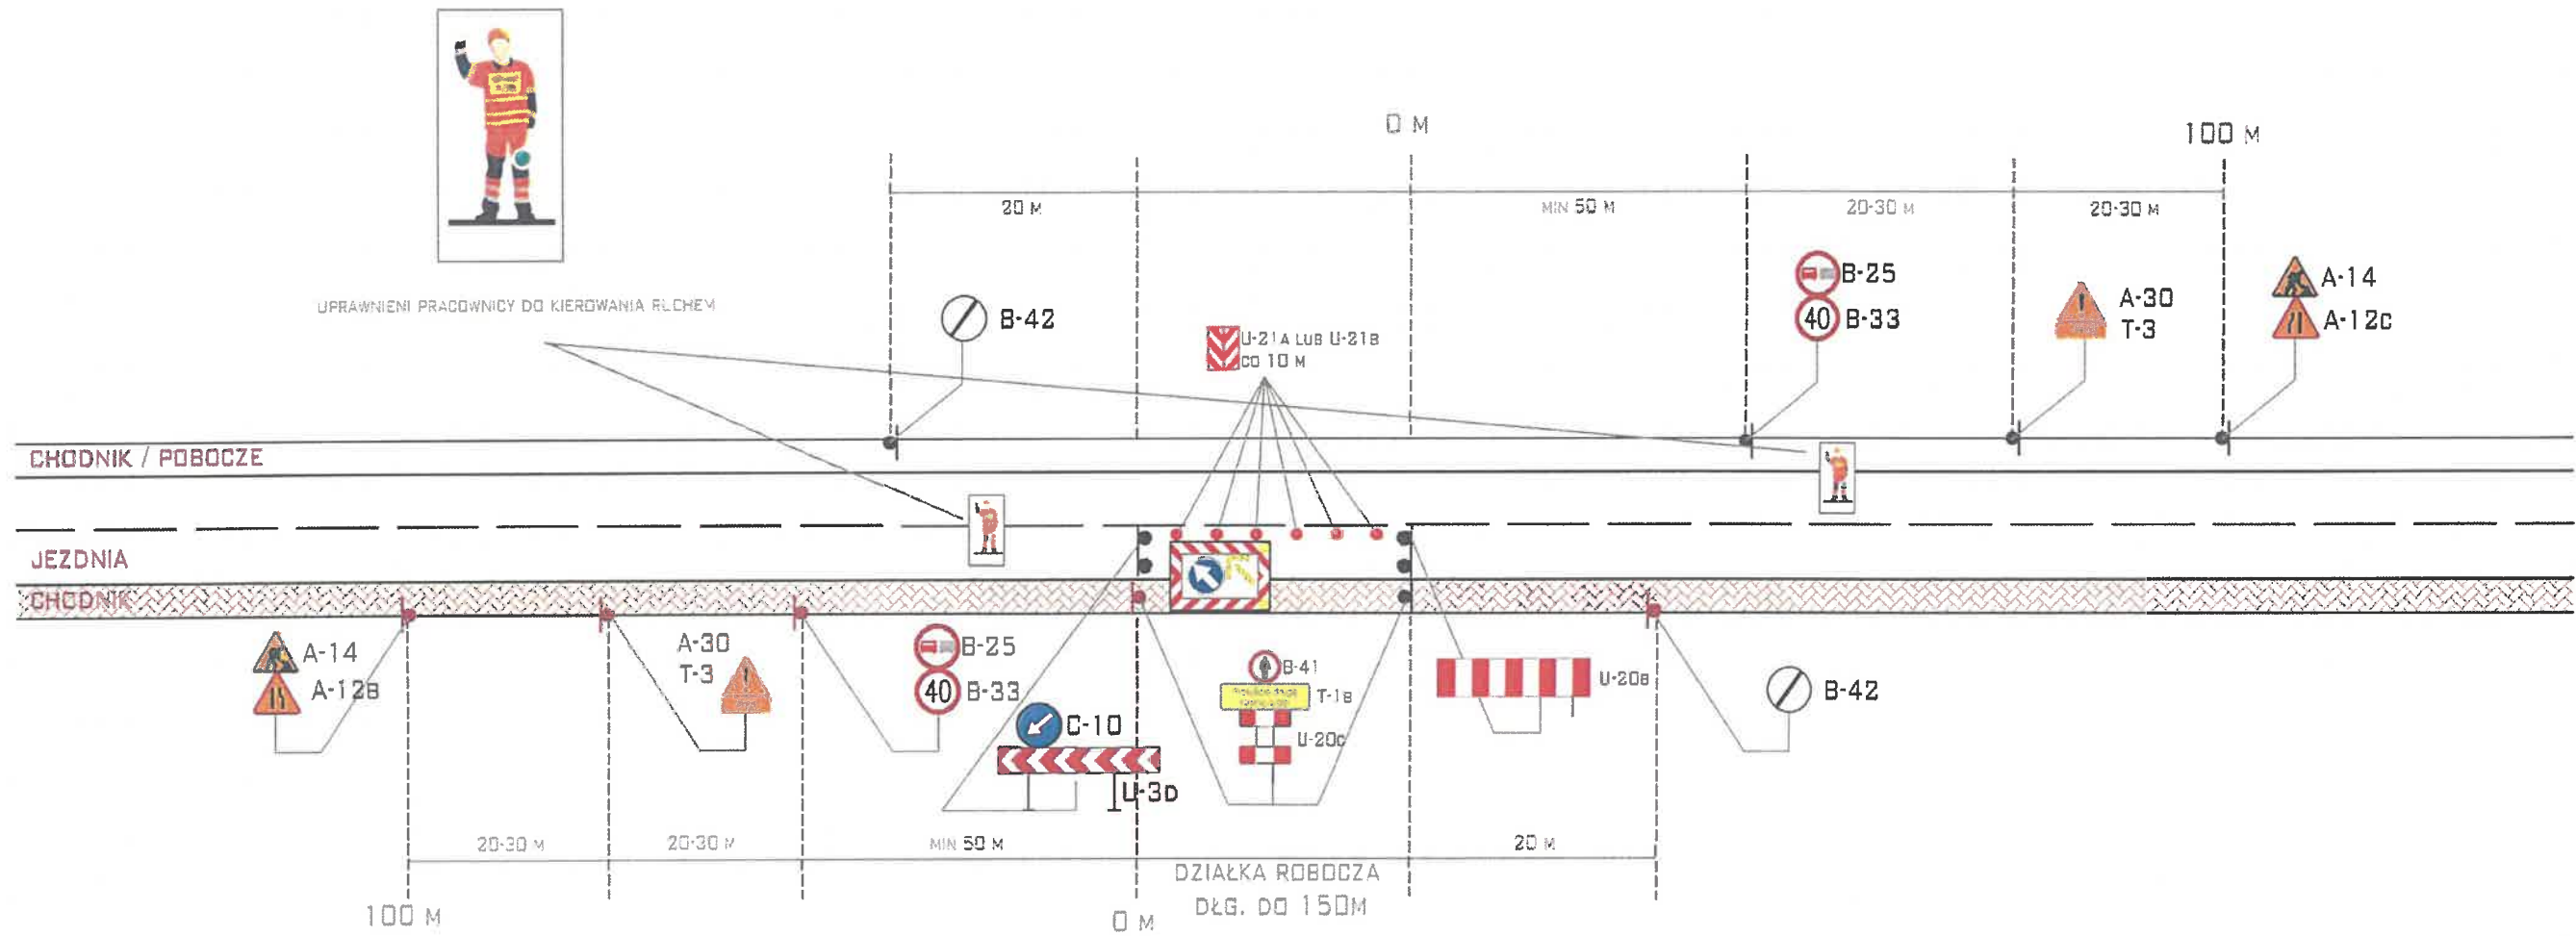 0 M
100 M
20 M
MIN 50 M
20-30 M
20-30 M
UPRAWNIENI PRACOWNICY DO KIEROWANIA RUCHEM
B-42
U-21A LUB U-21B
CO 10 M
B-25
40 B-33
A-30
T-3
A-14
A-12C
CHODNIK / POBOCZE
JEZDNIA
CHODNIK
A-14
A-12B
A-30
T-3
B-25
40 B-33
C-10
U-3D
B-41
T-1B
U-20C
U-20B
B-42
20-30 M
20-30 M
MIN 50 M
20 M
DZIAŁKA ROBOCZA
DŁG. DO 150M
100 M
0 M